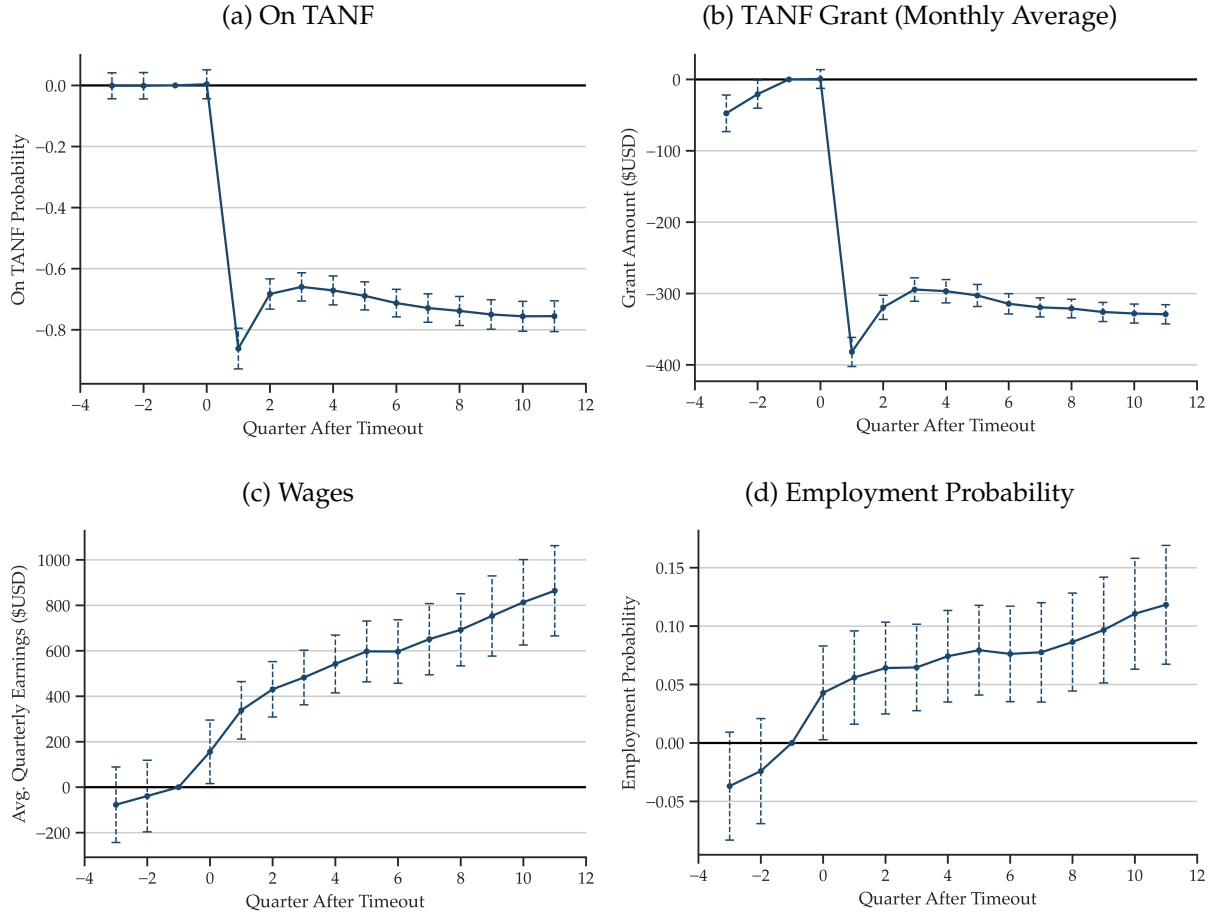 (a) On TANF
0.0
−0.2
−0.4
−0.6
−0.8
On TANF Probability
−4 −2 0 2 4 6 8 10 12
Quarter After Timeout
(b) TANF Grant (Monthly Average)
0
−100
−200
−300
−400
Grant Amount ($USD)
−4 −2 0 2 4 6 8 10 12
Quarter After Timeout
(c) Wages
1000
800
600
400
200
0
−200
Avg. Quarterly Earnings ($USD)
−4 −2 0 2 4 6 8 10 12
Quarter After Timeout
(d) Employment Probability
0.15
0.10
0.05
0.00
−0.05
Employment Probability
−4 −2 0 2 4 6 8 10 12
Quarter After Timeout